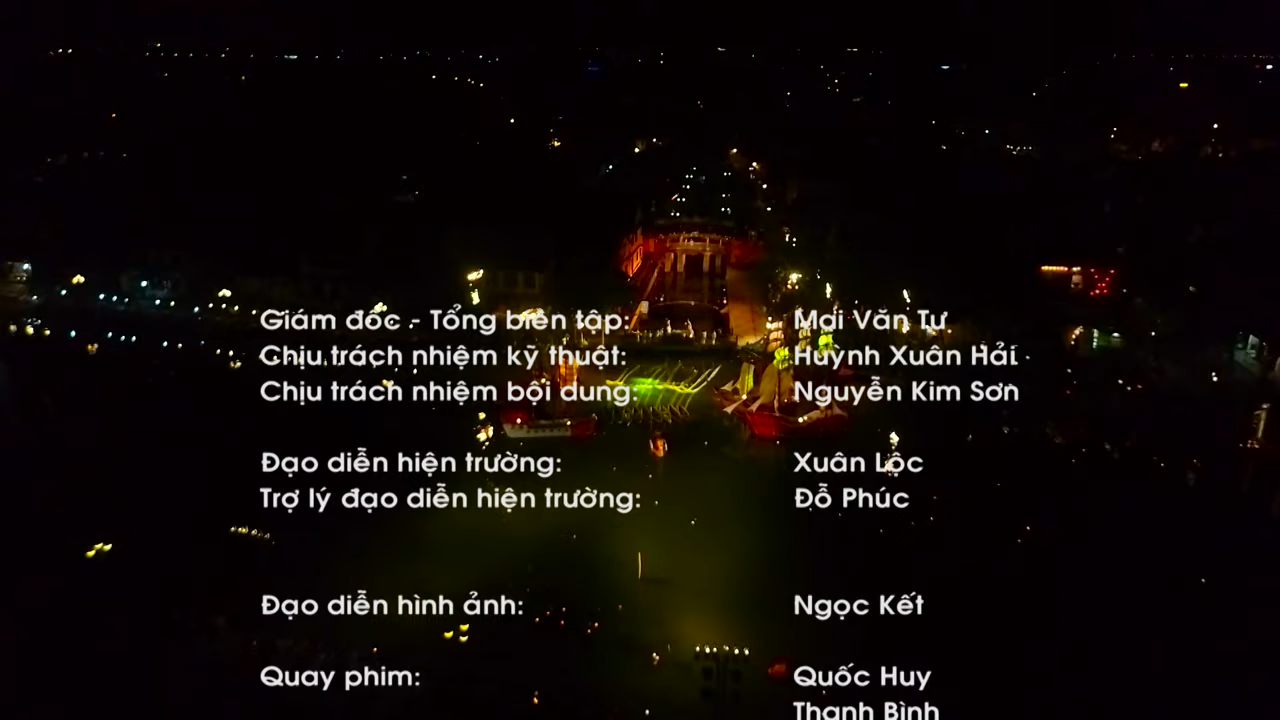 Giám đốc - Tổng biên tập: Mai Văn Tư
Chịu trách nhiệm kỹ thuật: Huỳnh Xuân Hải
Chịu trách nhiệm bội dung: Nguyễn Kim Sơn
Đạo diễn hiện trường: Xuân Lộc
Trợ lý đạo diễn hiện trường: Đỗ Phúc
Đạo diễn hình ảnh: Ngọc Kết
Quay phim: Quốc Huy
Thanh Bình